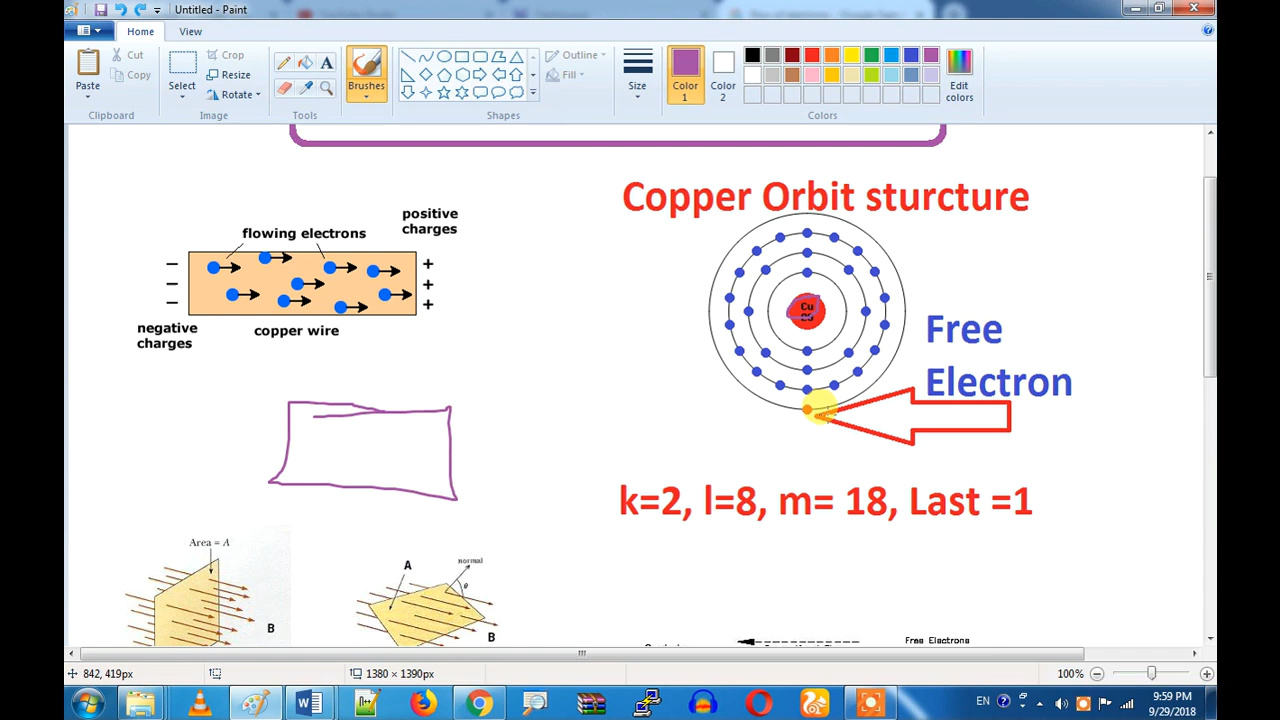 Untitled - Paint
Home
View
Cut
Copy
Paste
Clipboard
Select
Crop
Resize
Rotate
Image
Tools
Brushes
Shapes
Outline
Fill
Size
Color
1
Color
2
Edit
colors
Colors
positive
charges
flowing electrons
negative
charges
copper wire
Copper Orbit sturcture
Cu
29
Free
Electron
k=2, l=8, m= 18, Last =1
Area = A
B
A
normal
θ
B
Free Electrons
842, 419px
1380 × 1390px
100%
EN
9:59 PM
9/29/2018